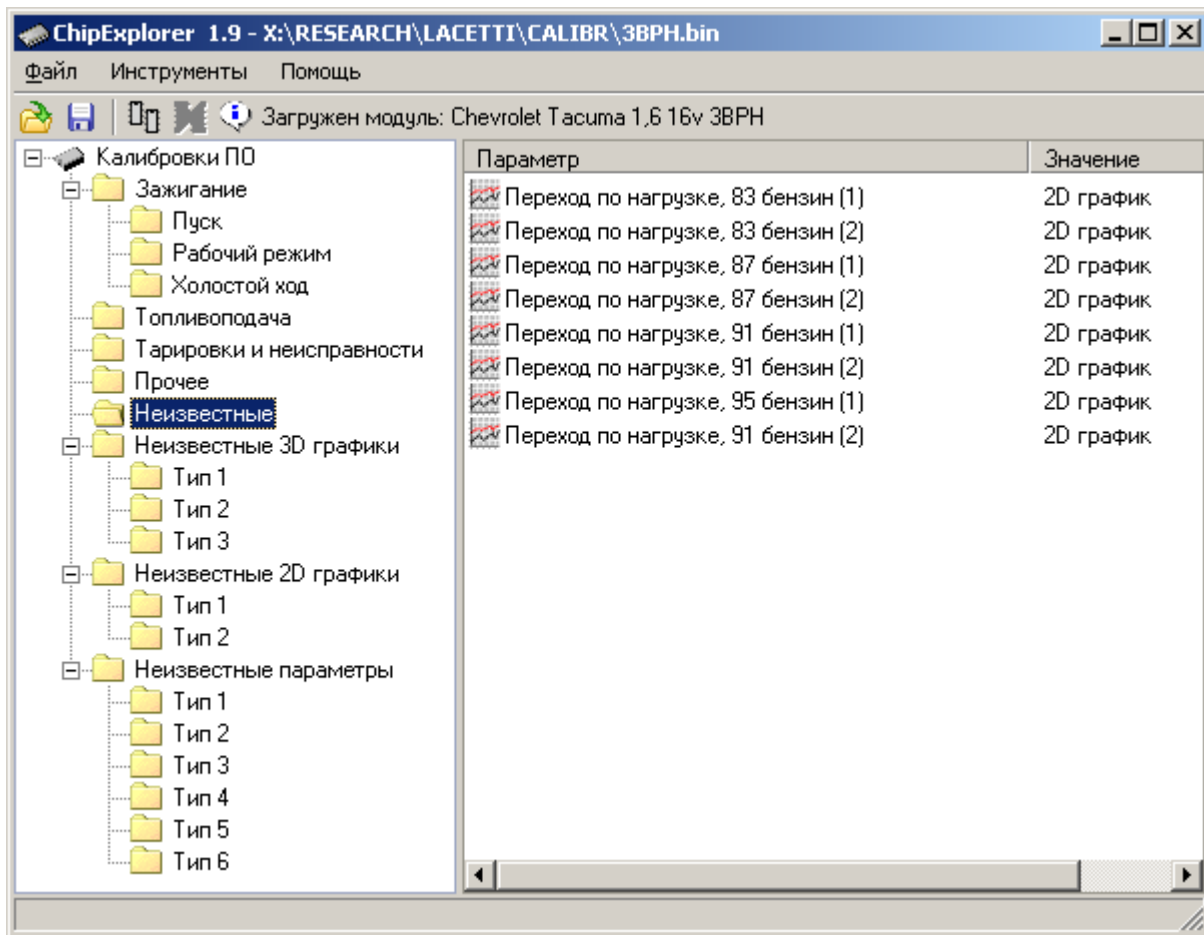 ChipExplorer 1.9 - X:\RESEARCH\LACETTI\CALIBR\3BPH.bin
Файл Инструменты Помощь
Загружен модуль: Chevrolet Tacuma 1,6 16v 3BPH
Калибровки ПО
Зажигание
Пуск
Рабочий режим
Холостой ход
Топливоподача
Тарировки и неисправности
Прочее
Неизвестные
Неизвестные 3D графики
Тип 1
Тип 2
Тип 3
Неизвестные 2D графики
Тип 1
Тип 2
Неизвестные параметры
Тип 1
Тип 2
Тип 3
Тип 4
Тип 5
Тип 6
Параметр Значение
Переход по нагрузке, 83 бензин (1) 2D график
Переход по нагрузке, 83 бензин (2) 2D график
Переход по нагрузке, 87 бензин (1) 2D график
Переход по нагрузке, 87 бензин (2) 2D график
Переход по нагрузке, 91 бензин (1) 2D график
Переход по нагрузке, 91 бензин (2) 2D график
Переход по нагрузке, 95 бензин (1) 2D график
Переход по нагрузке, 91 бензин (2) 2D график